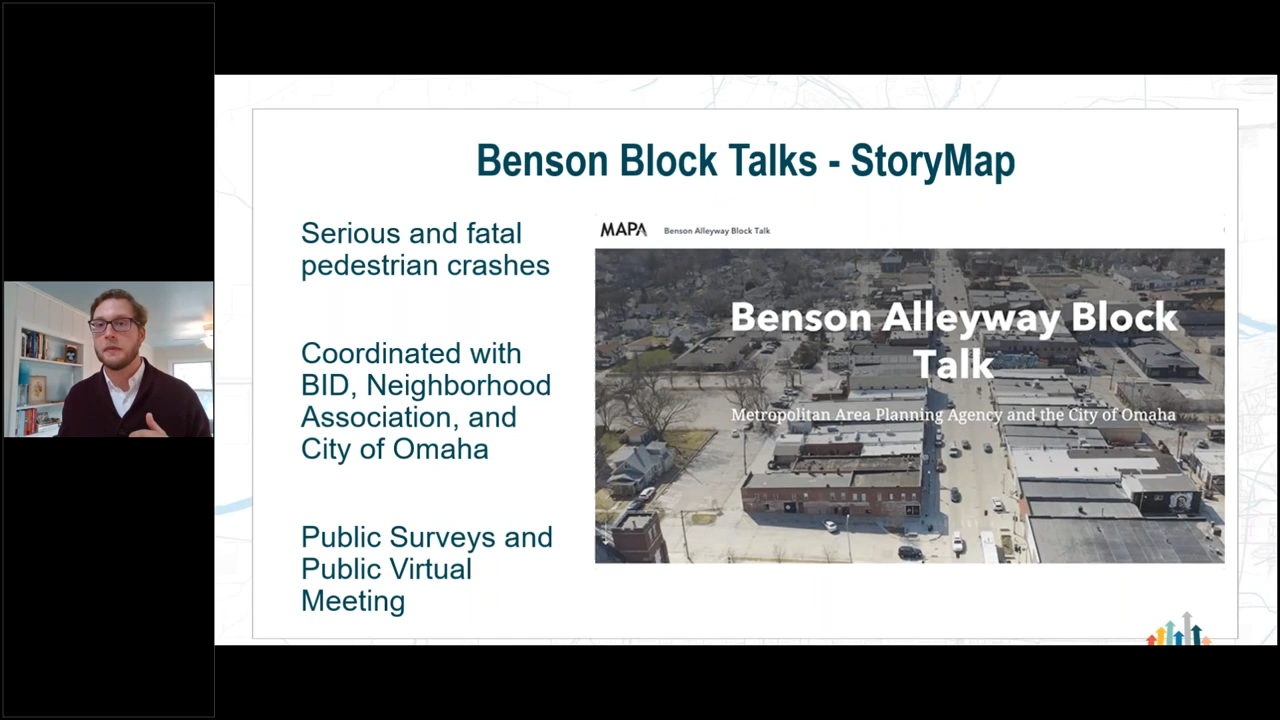 Benson Block Talks - StoryMap
Serious and fatal
pedestrian crashes
Coordinated with
BID, Neighborhood
Association, and
City of Omaha
Public Surveys and
Public Virtual
Meeting
MAPA Benson Alleyway Block Talk
Benson Alleyway Block
Talk
Metropolitan Area Planning Agency and the City of Omaha